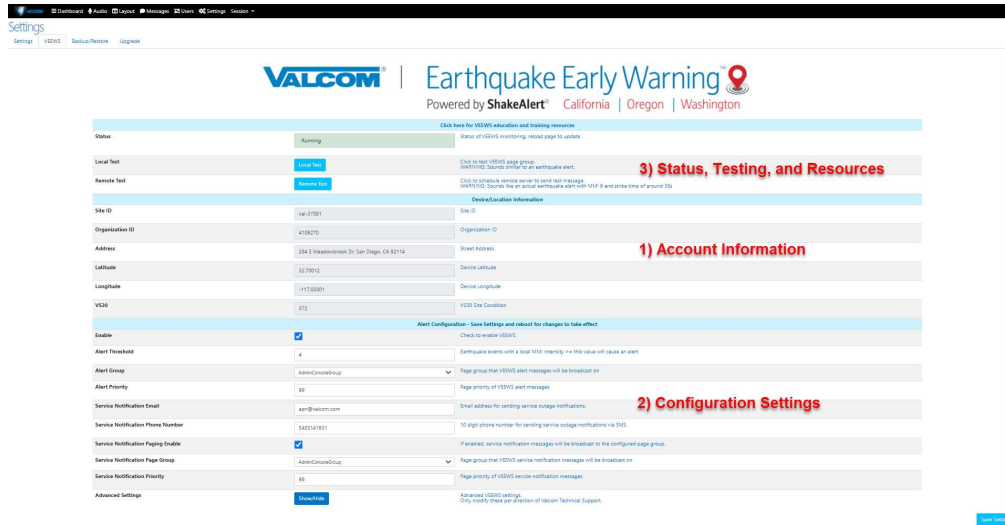 VALCOM Dashboard Audio Layout Messages Users Settings Session
Settings
Settings VEEWS Backup/Restore Upgrade
VALCOM® | Earthquake Early Warning™
Powered by ShakeAlert® California | Oregon | Washington
Click here for VEEWS education and training resources
Status Running Status of VEEWS monitoring, reload page to update
Local Test Local Test Click to test VEEWS page group.
WARNING: Sounds similar to an earthquake alert.
3) Status, Testing, and Resources
Remote Test Remote Test Click to schedule remote server to send test message.
WARNING: Sounds like an actual earthquake alert with MMI 6 and strike time of around 30s
Device/Location Information
Site ID val-37001 Site ID
Organization ID 4106270 Organization ID
Address 284 S Meadowbrook Dr. San Diego, CA 92114 Street Address
1) Account Information
Latitude 32.70012 Device Latitude
Longitude -117.03001 Device Longitude
VS30 372 VS30 Site Condition
Alert Configuration - Save Settings and reboot for changes to take effect
Enable Check to enable VEEWS.
Alert Threshold 4 Earthquake events with a local MMI intensity >= this value will cause an alert
Alert Group AdminConsoleGroup Page group that VEEWS alert messages will be broadcast on
Alert Priority 99 Page priority of VEEWS alert messages
Service Notification Email apn@valcom.com Email address for sending service outage notifications.
2) Configuration Settings
Service Notification Phone Number 5403141651 10 digit phone number for sending service outage notifications via SMS.
Service Notification Paging Enable If enabled, service notification messages will be broadcast to the configured page group.
Service Notification Page Group AdminConsoleGroup Page group that VEEWS service notification messages will be broadcast on
Service Notification Priority 98 Page priority of VEEWS service notification messages
Advanced Settings Show/Hide Advanced VEEWS settings.
Only modify these per direction of Valcom Technical Support.
Save Setti